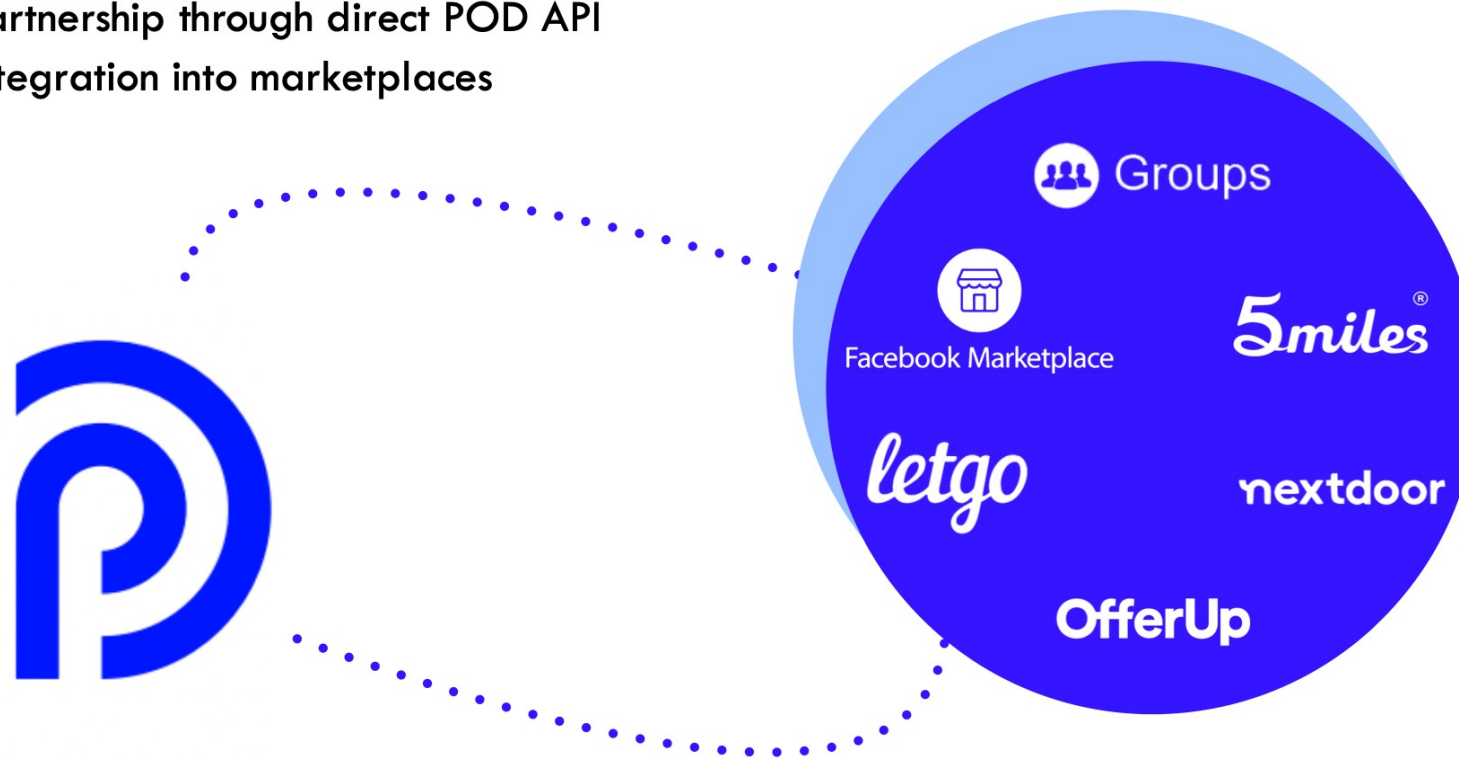 artnership through direct POD API
tegration into marketplaces
Groups
Facebook Marketplace
5miles®
letgo
nextdoor
OfferUp